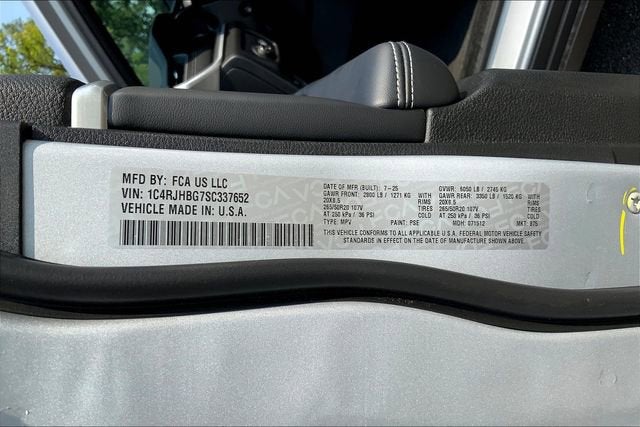 MFD BY: FCA US LLC
VIN: 1C4RJHBG7SC337652
VEHICLE MADE IN U.S.A.
DATE OF MFR (BUILT): 7-25 GVWR: 6050 LB / 2745 KG
GAWR FRONT: 2800 LB / 1271 KG WITH GAWR REAR: 3350 LB / 1520 KG WITH
20X8.5 RIMS 20X8.5 RIMS
265/50R20 107V TIRES 265/50R20 107V TIRES
AT 250 kPa / 36 PSI AT 250 kPa / 36 PSI
TYPE: MPV PAINT: PSE MDH: 071512 MKT: 875
THIS VEHICLE CONFORMS TO ALL APPLICABLE U.S.A. FEDERAL MOTOR VEHICLE SAFETY
STANDARDS IN EFFECT ON THE DATE OF MANUFACTURE SHOWN ABOVE.